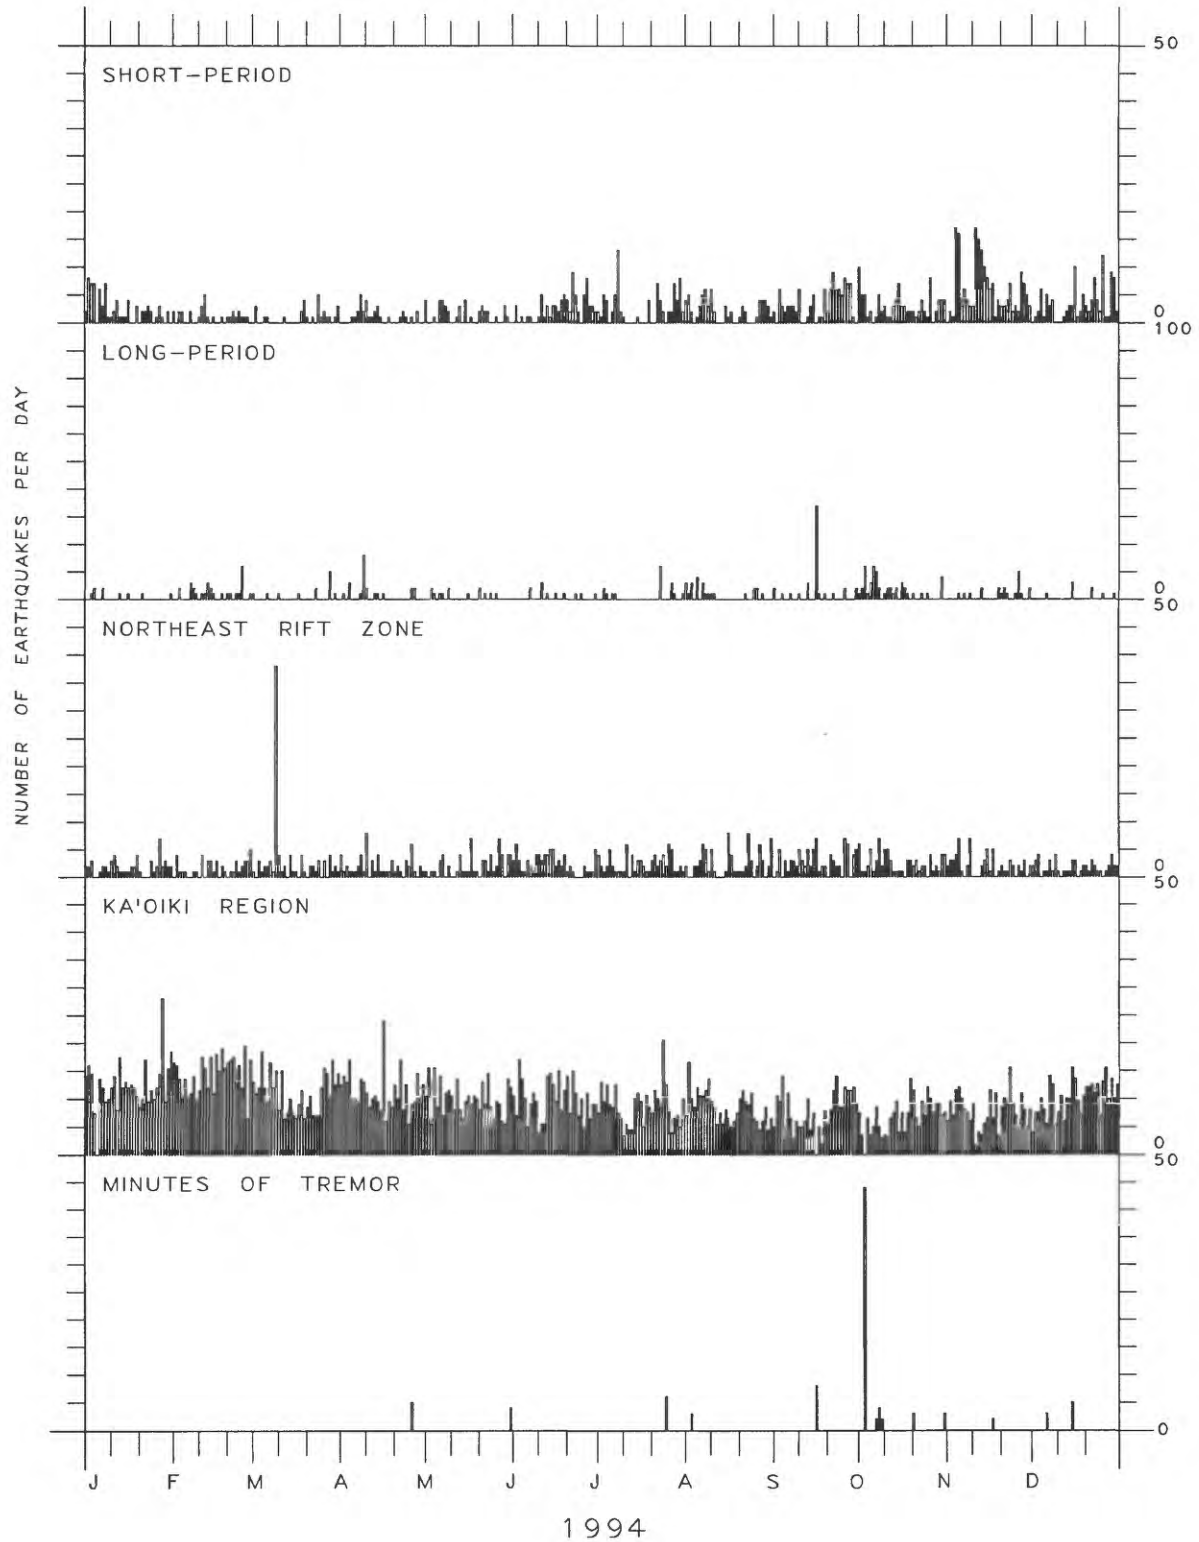 50
SHORT-PERIOD
0
100
LONG-PERIOD
0
50
NORTHEAST RIFT ZONE
0
50
KA'OIKI REGION
0
50
MINUTES OF TREMOR
0
NUMBER OF EARTHQUAKES PER DAY
J F M A M J J A S O N D
1994